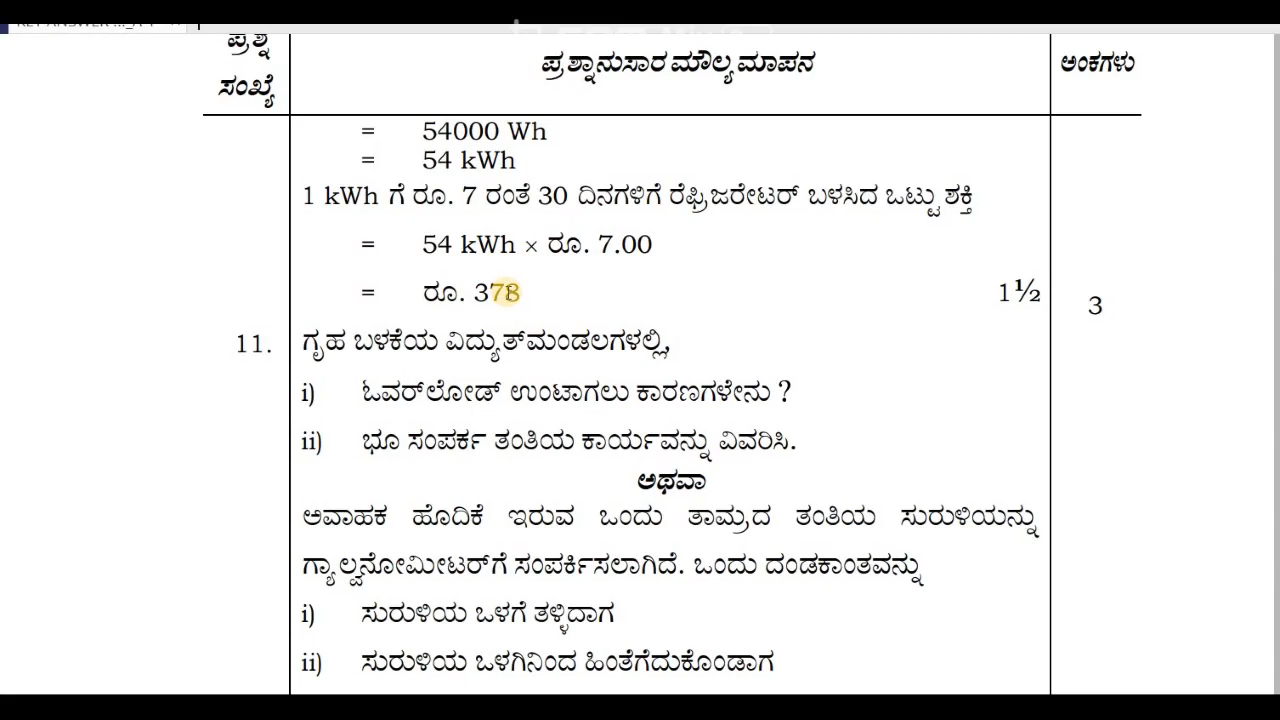 ಪ್ರಶ್ನೆ
ಸಂಖ್ಯೆ
ಪ್ರಶ್ನಾನುಸಾರ ಮೌಲ್ಯಮಾಪನ
ಅಂಕಗಳು
= 54000 Wh
= 54 kWh
1 kWh ಗೆ ರೂ. 7 ರಂತೆ 30 ದಿನಗಳಿಗೆ ರೆಫ್ರಿಜರೇಟರ್ ಬಳಸಿದ ಒಟ್ಟು ಶಕ್ತಿ
= 54 kWh × ರೂ. 7.00
= ರೂ. 378 1½ 3
11. ಗೃಹ ಬಳಕೆಯ ವಿದ್ಯುತ್‌ಮಂಡಲಗಳಲ್ಲಿ,
i) ಓವರ್‌ಲೋಡ್ ಉಂಟಾಗಲು ಕಾರಣಗಳೇನು ?
ii) ಭೂ ಸಂಪರ್ಕ ತಂತಿಯ ಕಾರ್ಯವನ್ನು ವಿವರಿಸಿ.
ಅಥವಾ
ಅವಾಹಕ ಹೊದಿಕೆ ಇರುವ ಒಂದು ತಾಮ್ರದ ತಂತಿಯ ಸುರುಳಿಯನ್ನು
ಗ್ಯಾಲ್ವನೋಮೀಟರ್‌ಗೆ ಸಂಪರ್ಕಿಸಲಾಗಿದೆ. ಒಂದು ದಂಡಕಾಂತವನ್ನು
i) ಸುರುಳಿಯ ಒಳಗೆ ತಳ್ಳಿದಾಗ
ii) ಸುರುಳಿಯ ಒಳಗಿನಿಂದ ಹಿಂತೆಗೆದುಕೊಂಡಾಗ